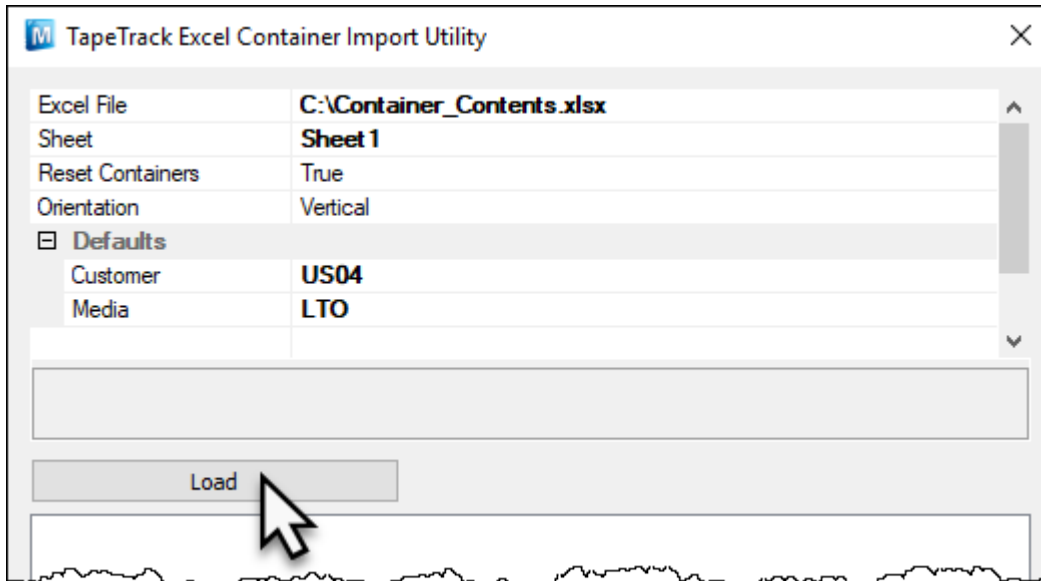 M TapeTrack Excel Container Import Utility
Excel File C:\Container_Contents.xlsx
Sheet Sheet1
Reset Containers True
Orientation Vertical
Defaults
Customer US04
Media LTO
Load